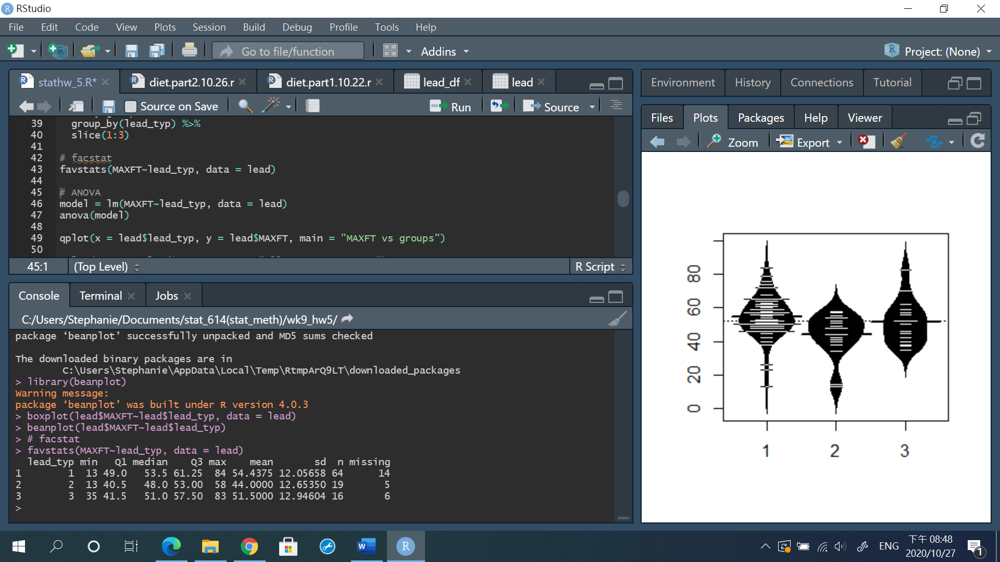 RStudio
File Edit Code View Plots Session Build Debug Profile Tools Help
Go to file/function Addins Project: (None)
stathw_5.R* diet.part2.10.26.r diet.part1.10.22.r lead_df lead
Source on Save Run Source
39 group_by(lead_typ) %>%
40 slice(1:3)
41
42 # facstat
43 favstats(MAXFT~lead_typ, data = lead)
44
45 # ANOVA
46 model = lm(MAXFT~lead_typ, data = lead)
47 anova(model)
48
49 qplot(x = lead$lead_typ, y = lead$MAXFT, main = "MAXFT vs groups")
50
45:1 (Top Level) R Script
Console Terminal Jobs
C:/Users/Stephanie/Documents/stat_614(stat_meth)/wk9_hw5/
package ‘beanplot’ successfully unpacked and MD5 sums checked
The downloaded binary packages are in
C:\Users\Stephanie\AppData\Local\Temp\RtmpArQ9LT\downloaded_packages
> library(beanplot)
Warning message:
package ‘beanplot’ was built under R version 4.0.3
> boxplot(lead$MAXFT~lead$lead_typ, data = lead)
> beanplot(lead$MAXFT~lead$lead_typ)
> # facstat
> favstats(MAXFT~lead_typ, data = lead)
lead_typ min Q1 median Q3 max mean sd n missing
1 1 13 49.0 53.5 61.25 84 54.4375 12.05658 64 14
2 2 13 40.5 48.0 53.00 58 44.0000 12.65350 19 5
3 3 35 41.5 51.0 57.50 83 51.5000 12.94604 16 6
>
Environment History Connections Tutorial
Files Plots Packages Help Viewer
Zoom Export
80
60
40
20
0
1 2 3
ENG
下午 08:48
2020/10/27
1